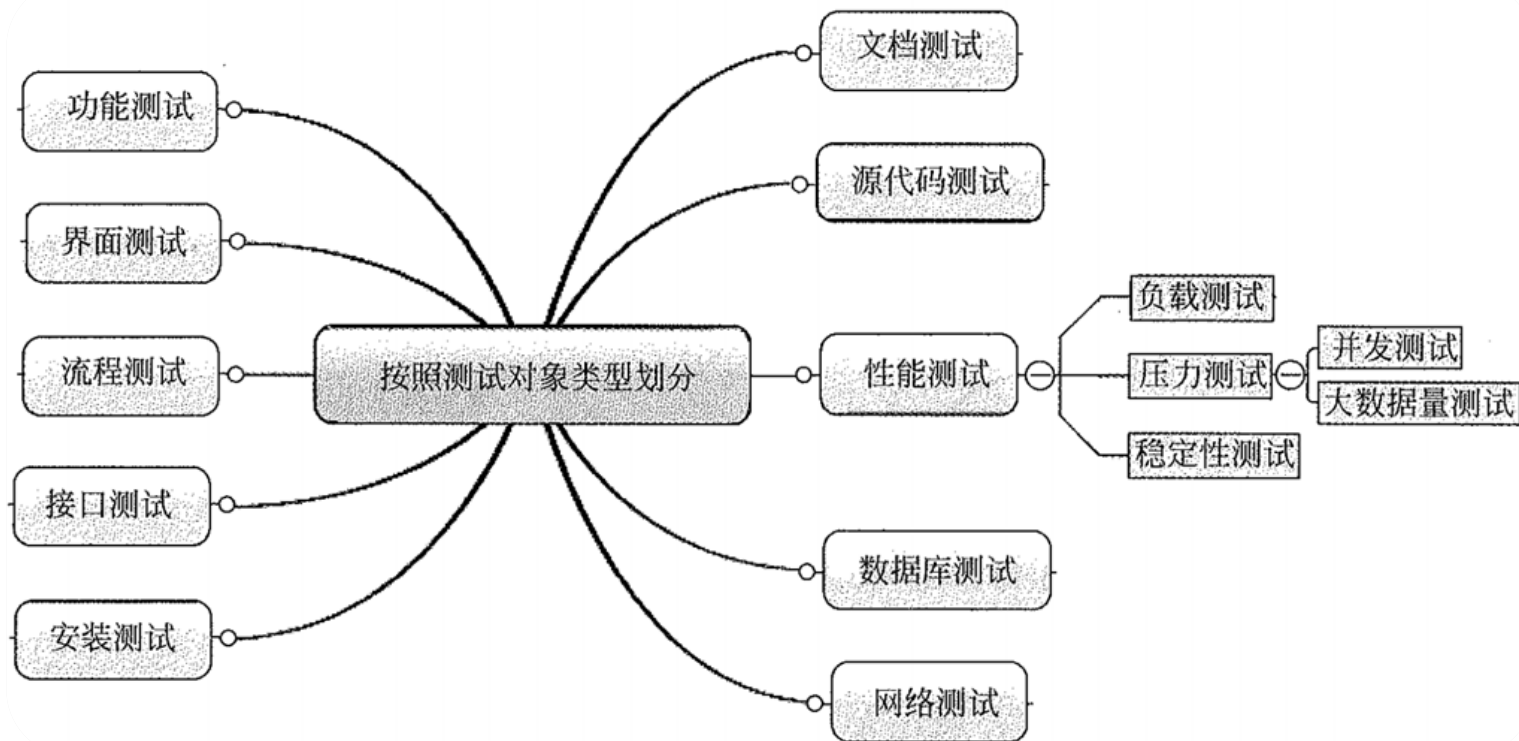 按照测试对象类型划分
功能测试
界面测试
流程测试
接口测试
安装测试
文档测试
源代码测试
性能测试
负载测试
压力测试
并发测试
大数据量测试
稳定性测试
数据库测试
网络测试